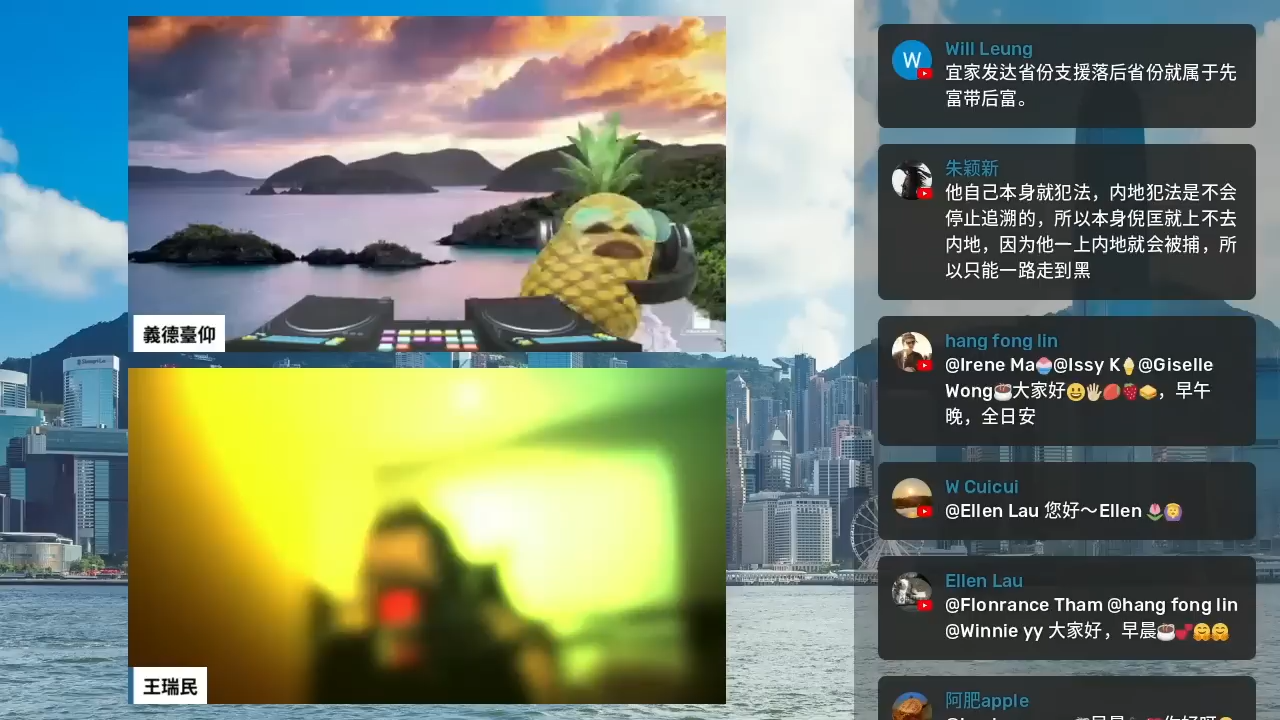 義德臺仰
王瑞民
Will Leung
宜家发达省份支援落后省份就属于先
富带后富。
朱颖新
他自己本身就犯法，内地犯法是不会
停止追溯的，所以本身倪匡就上不去
内地，因为他一上内地就会被捕，所
以只能一路走到黑
hang fong lin
@Irene Ma🍧@Issy K🍦@Giselle
Wong☕大家好😀🖐🥭🍓🧽，早午
晚，全日安
W Cuicui
@Ellen Lau 您好～Ellen 🌷🙆
Ellen Lau
@Flonrance Tham @hang fong lin
@Winnie yy 大家好，早晨☕💕🤗🤗
阿肥apple